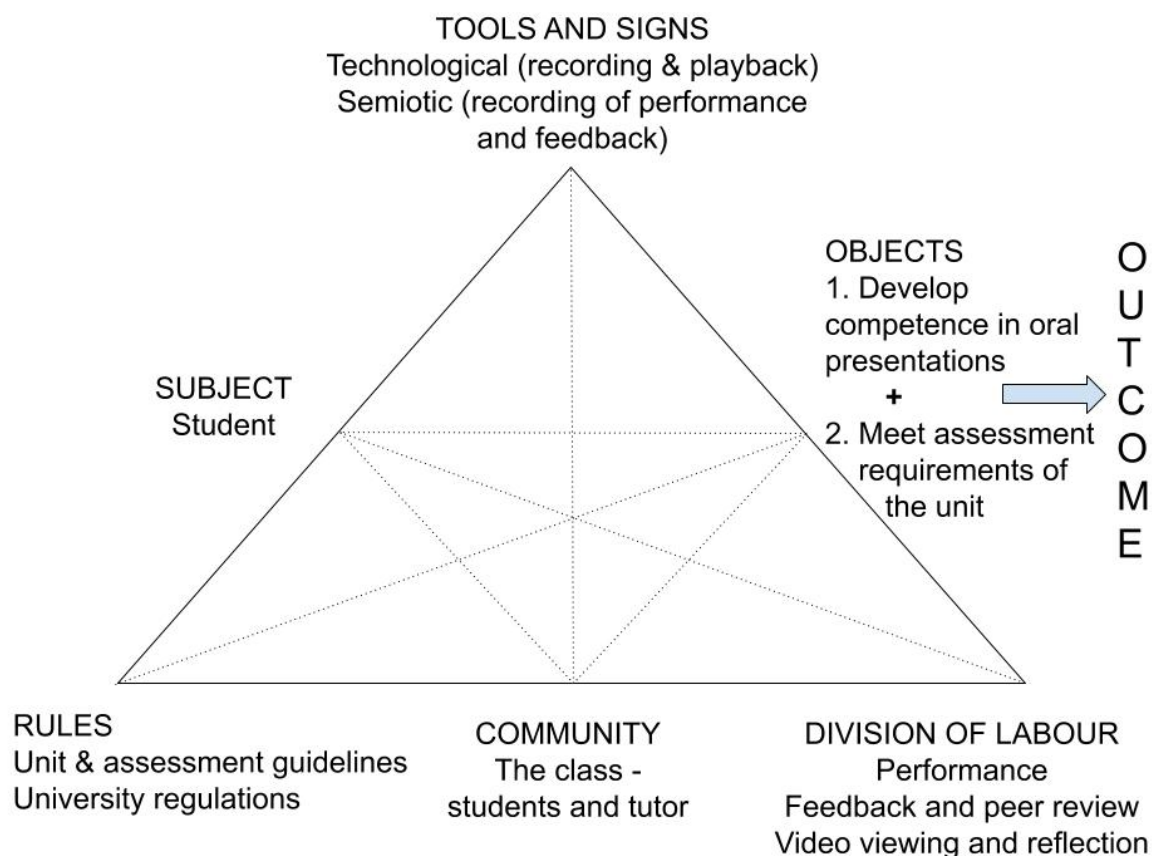 TOOLS AND SIGNS
Technological (recording & playback)
Semiotic (recording of performance
and feedback)
SUBJECT
Student
OBJECTS
1. Develop
competence in oral
presentations
+
2. Meet assessment
requirements of
the unit
O
U
T
C
O
M
E
RULES
Unit & assessment guidelines
University regulations
COMMUNITY
The class -
students and tutor
DIVISION OF LABOUR
Performance
Feedback and peer review
Video viewing and reflection